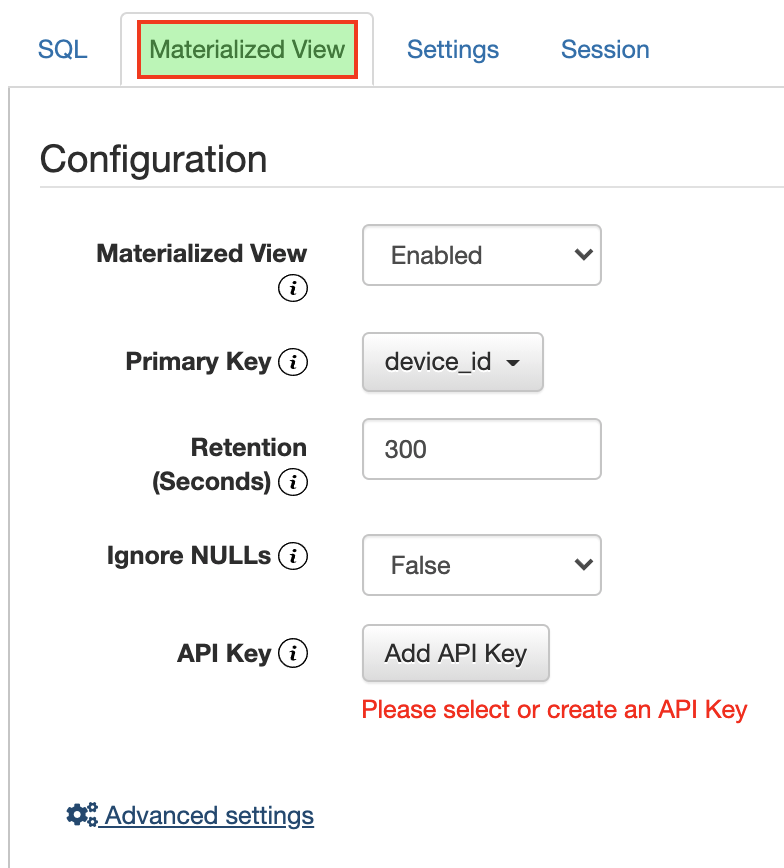 SQL Materialized View Settings Session
Configuration
Materialized View Enabled
i
Primary Key i device_id
Retention
(Seconds) i 300
Ignore NULLs i False
API Key i Add API Key
Please select or create an API Key
Advanced settings